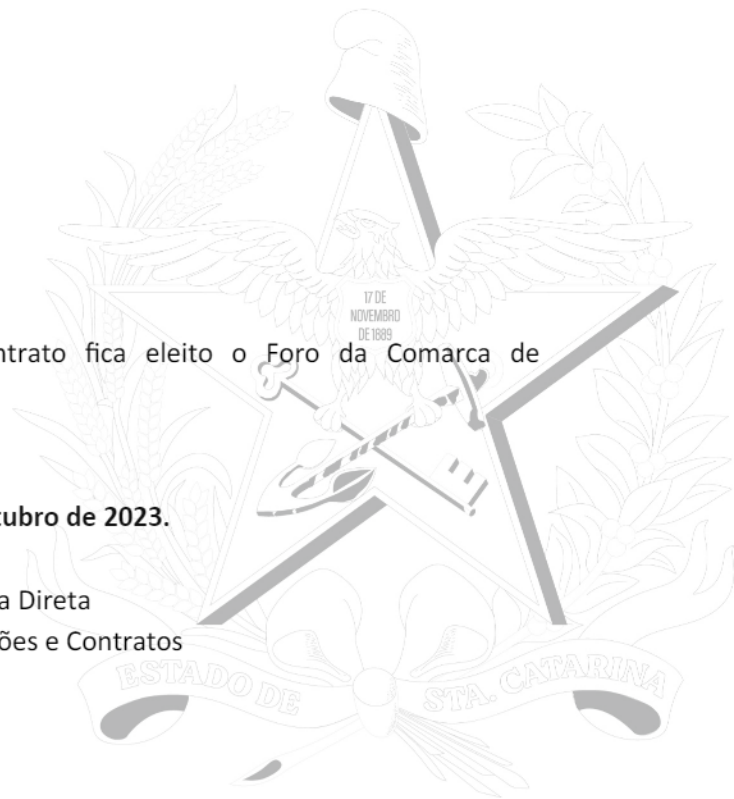 17 DE
NOVEMBRO
DE 1889
ntrato fica eleito o Foro da Comarca de
tubro de 2023.
a Direta
ões e Contratos
ESTADO DE STA. CATARINA